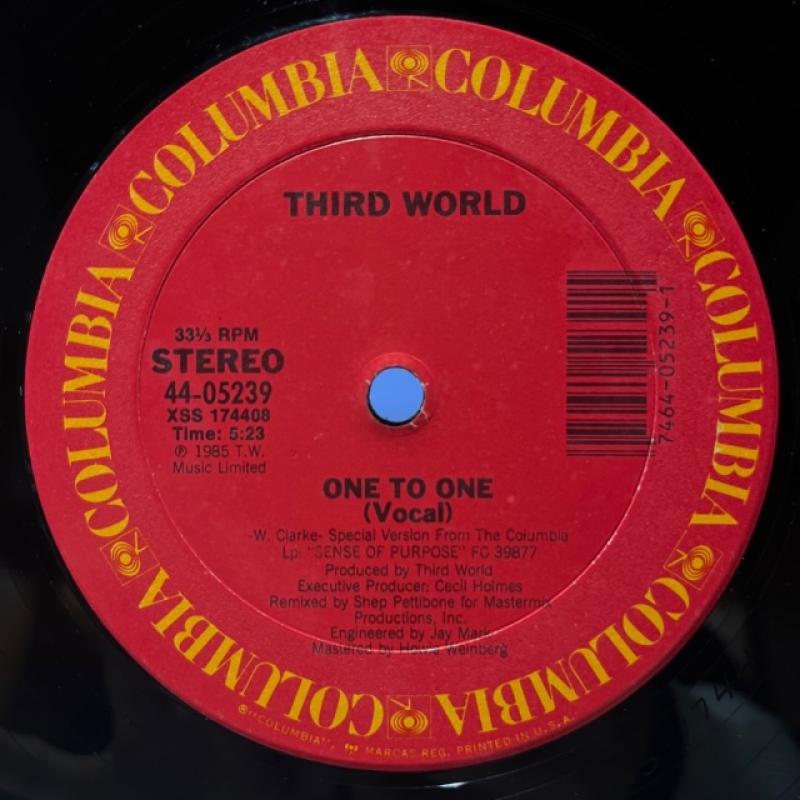 COLUMBIA COLUMBIA COLUMBIA COLUMBIA COLUMBIA COLUMBIA COLUMBIA COLUMBIA
THIRD WORLD
33⅓ RPM
STEREO
44-05239
XSS 174408
Time: 5:23
℗ 1985 T.W.
Music Limited
7464-05239-1
ONE TO ONE
(Vocal)
-W. Clarke- Special Version From The Columbia
Lp: "SENSE OF PURPOSE" FC 39877
Produced by Third World
Executive Producer: Cecil Holmes
Remixed by Shep Pettibone for Mastermix
Productions, Inc.
Engineered by Jay Mark
Mastered by Howie Weinberg
®"COLUMBIA", MARCAS REG. PRINTED IN U.S.A.